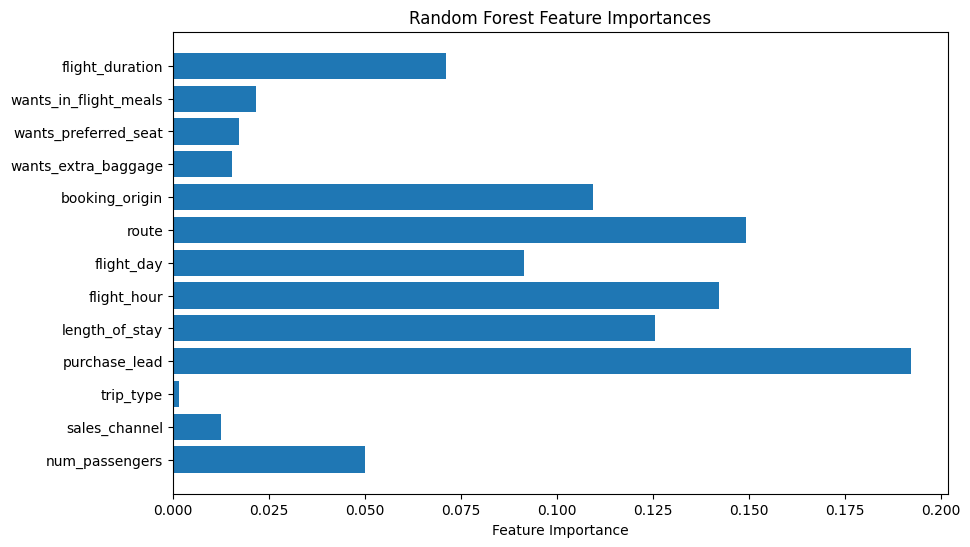 Random Forest Feature Importances
flight_duration
wants_in_flight_meals
wants_preferred_seat
wants_extra_baggage
booking_origin
route
flight_day
flight_hour
length_of_stay
purchase_lead
trip_type
sales_channel
num_passengers
0.000 0.025 0.050 0.075 0.100 0.125 0.150 0.175 0.200
Feature Importance